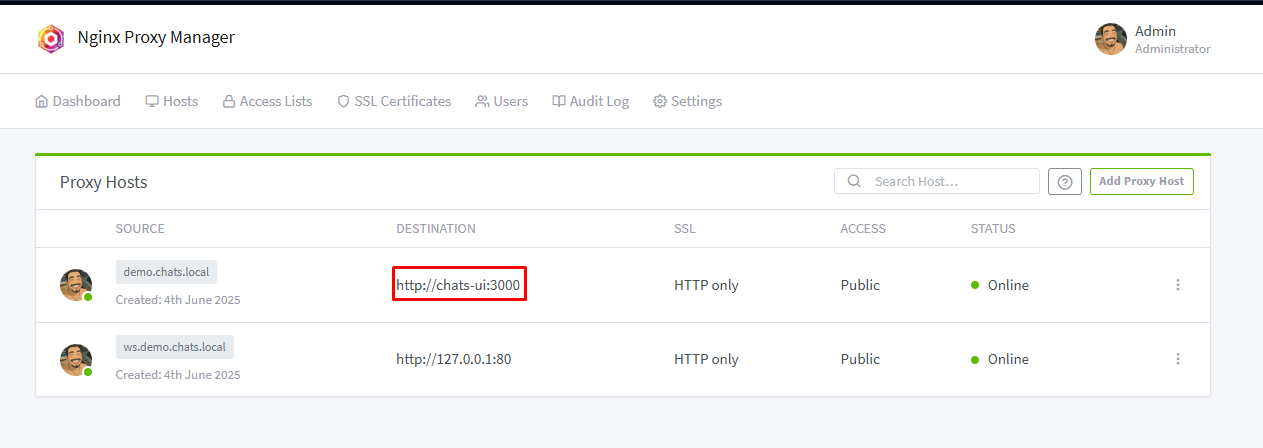 Nginx Proxy Manager
Admin
Administrator
Dashboard Hosts Access Lists SSL Certificates Users Audit Log Settings
Proxy Hosts Search Host… Add Proxy Host
SOURCE DESTINATION SSL ACCESS STATUS
demo.chats.local
http://chats-ui:3000 HTTP only Public Online
Created: 4th June 2025
ws.demo.chats.local
http://127.0.0.1:80 HTTP only Public Online
Created: 4th June 2025